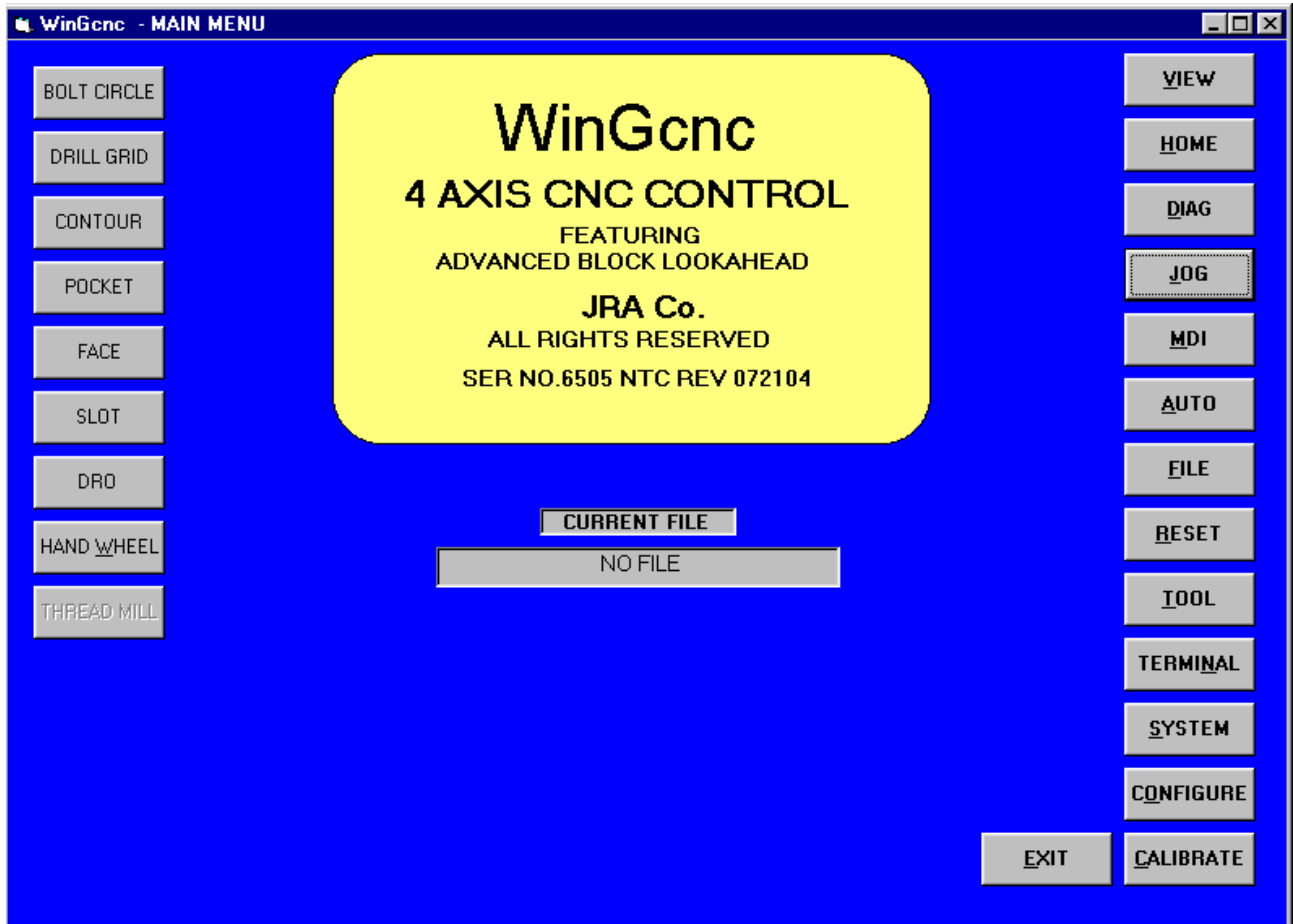 WinGcnc - MAIN MENU
BOLT CIRCLE
DRILL GRID
CONTOUR
POCKET
FACE
SLOT
DRO
HAND WHEEL
THREAD MILL
WinGcnc
4 AXIS CNC CONTROL
FEATURING
ADVANCED BLOCK LOOKAHEAD
JRA Co.
ALL RIGHTS RESERVED
SER NO.6505 NTC REV 072104
CURRENT FILE
NO FILE
VIEW
HOME
DIAG
JOG
MDI
AUTO
FILE
RESET
TOOL
TERMINAL
SYSTEM
CONFIGURE
EXIT
CALIBRATE